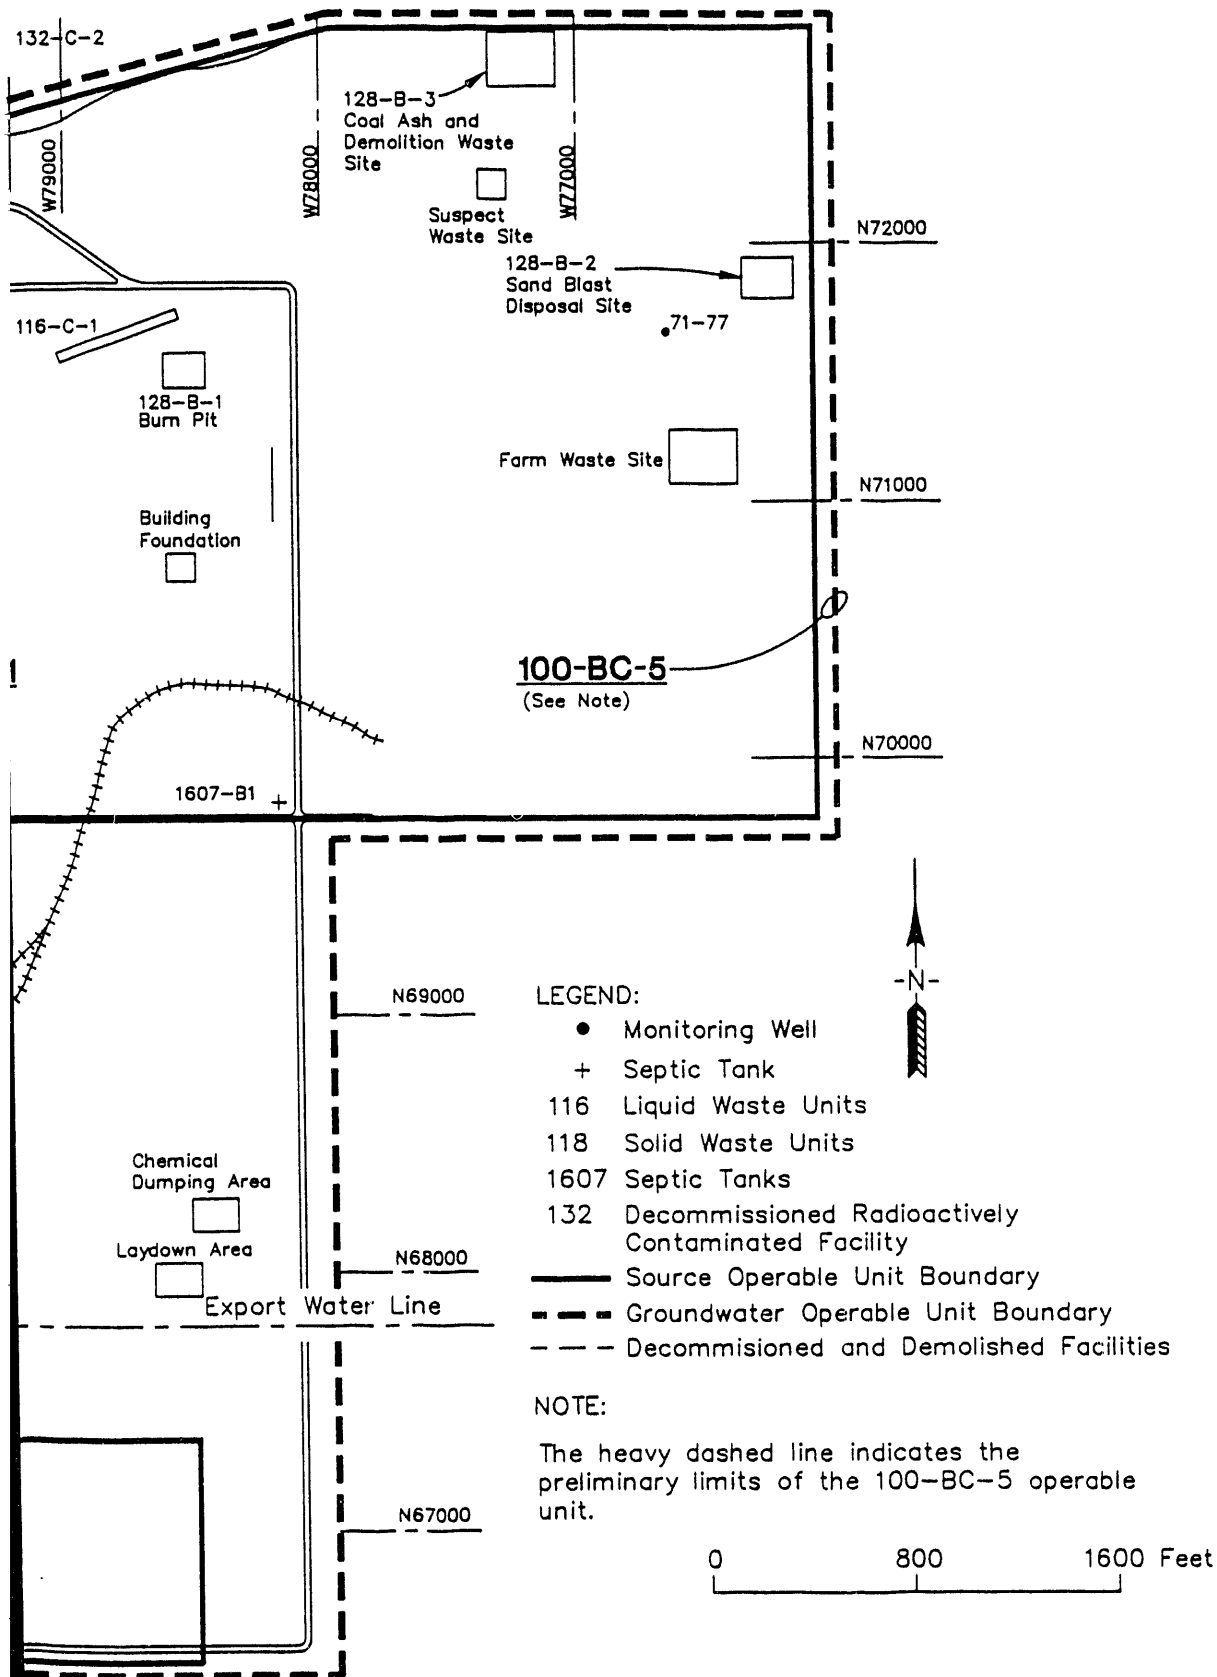 132-C-2
W79000
W78000
W77000
128-B-3
Coal Ash and
Demolition Waste
Site
Suspect
Waste Site
N72000
128-B-2
Sand Blast
Disposal Site
71-77
116-C-1
128-B-1
Burn Pit
Farm Waste Site
N71000
Building
Foundation
100-BC-5
(See Note)
N70000
1607-B1
N69000
-N-
LEGEND:
● Monitoring Well
+ Septic Tank
116 Liquid Waste Units
118 Solid Waste Units
1607 Septic Tanks
132 Decommissioned Radioactively
Contaminated Facility
Source Operable Unit Boundary
Groundwater Operable Unit Boundary
Decommisioned and Demolished Facilities
Chemical
Dumping Area
Laydown Area
N68000
Export Water Line
NOTE:
The heavy dashed line indicates the
preliminary limits of the 100-BC-5 operable
unit.
N67000
0 800 1600 Feet